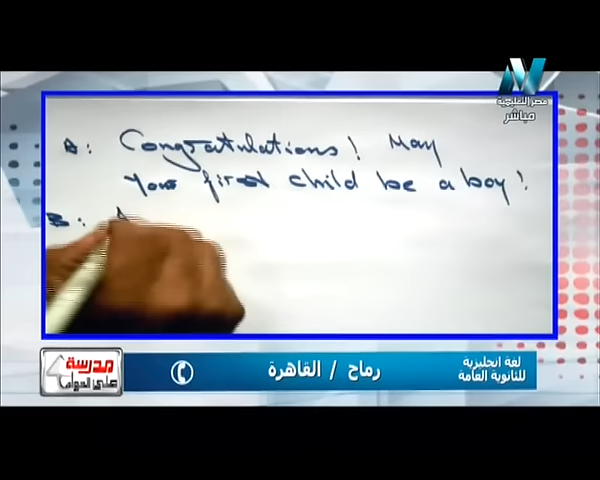 مصر التعليمية
مباشر
A: Congratulations! May
your first child be a boy!
B: A
مدرسة
على الهواء
رماح / القاهرة
لغة انجليزية
للثانوية العامة